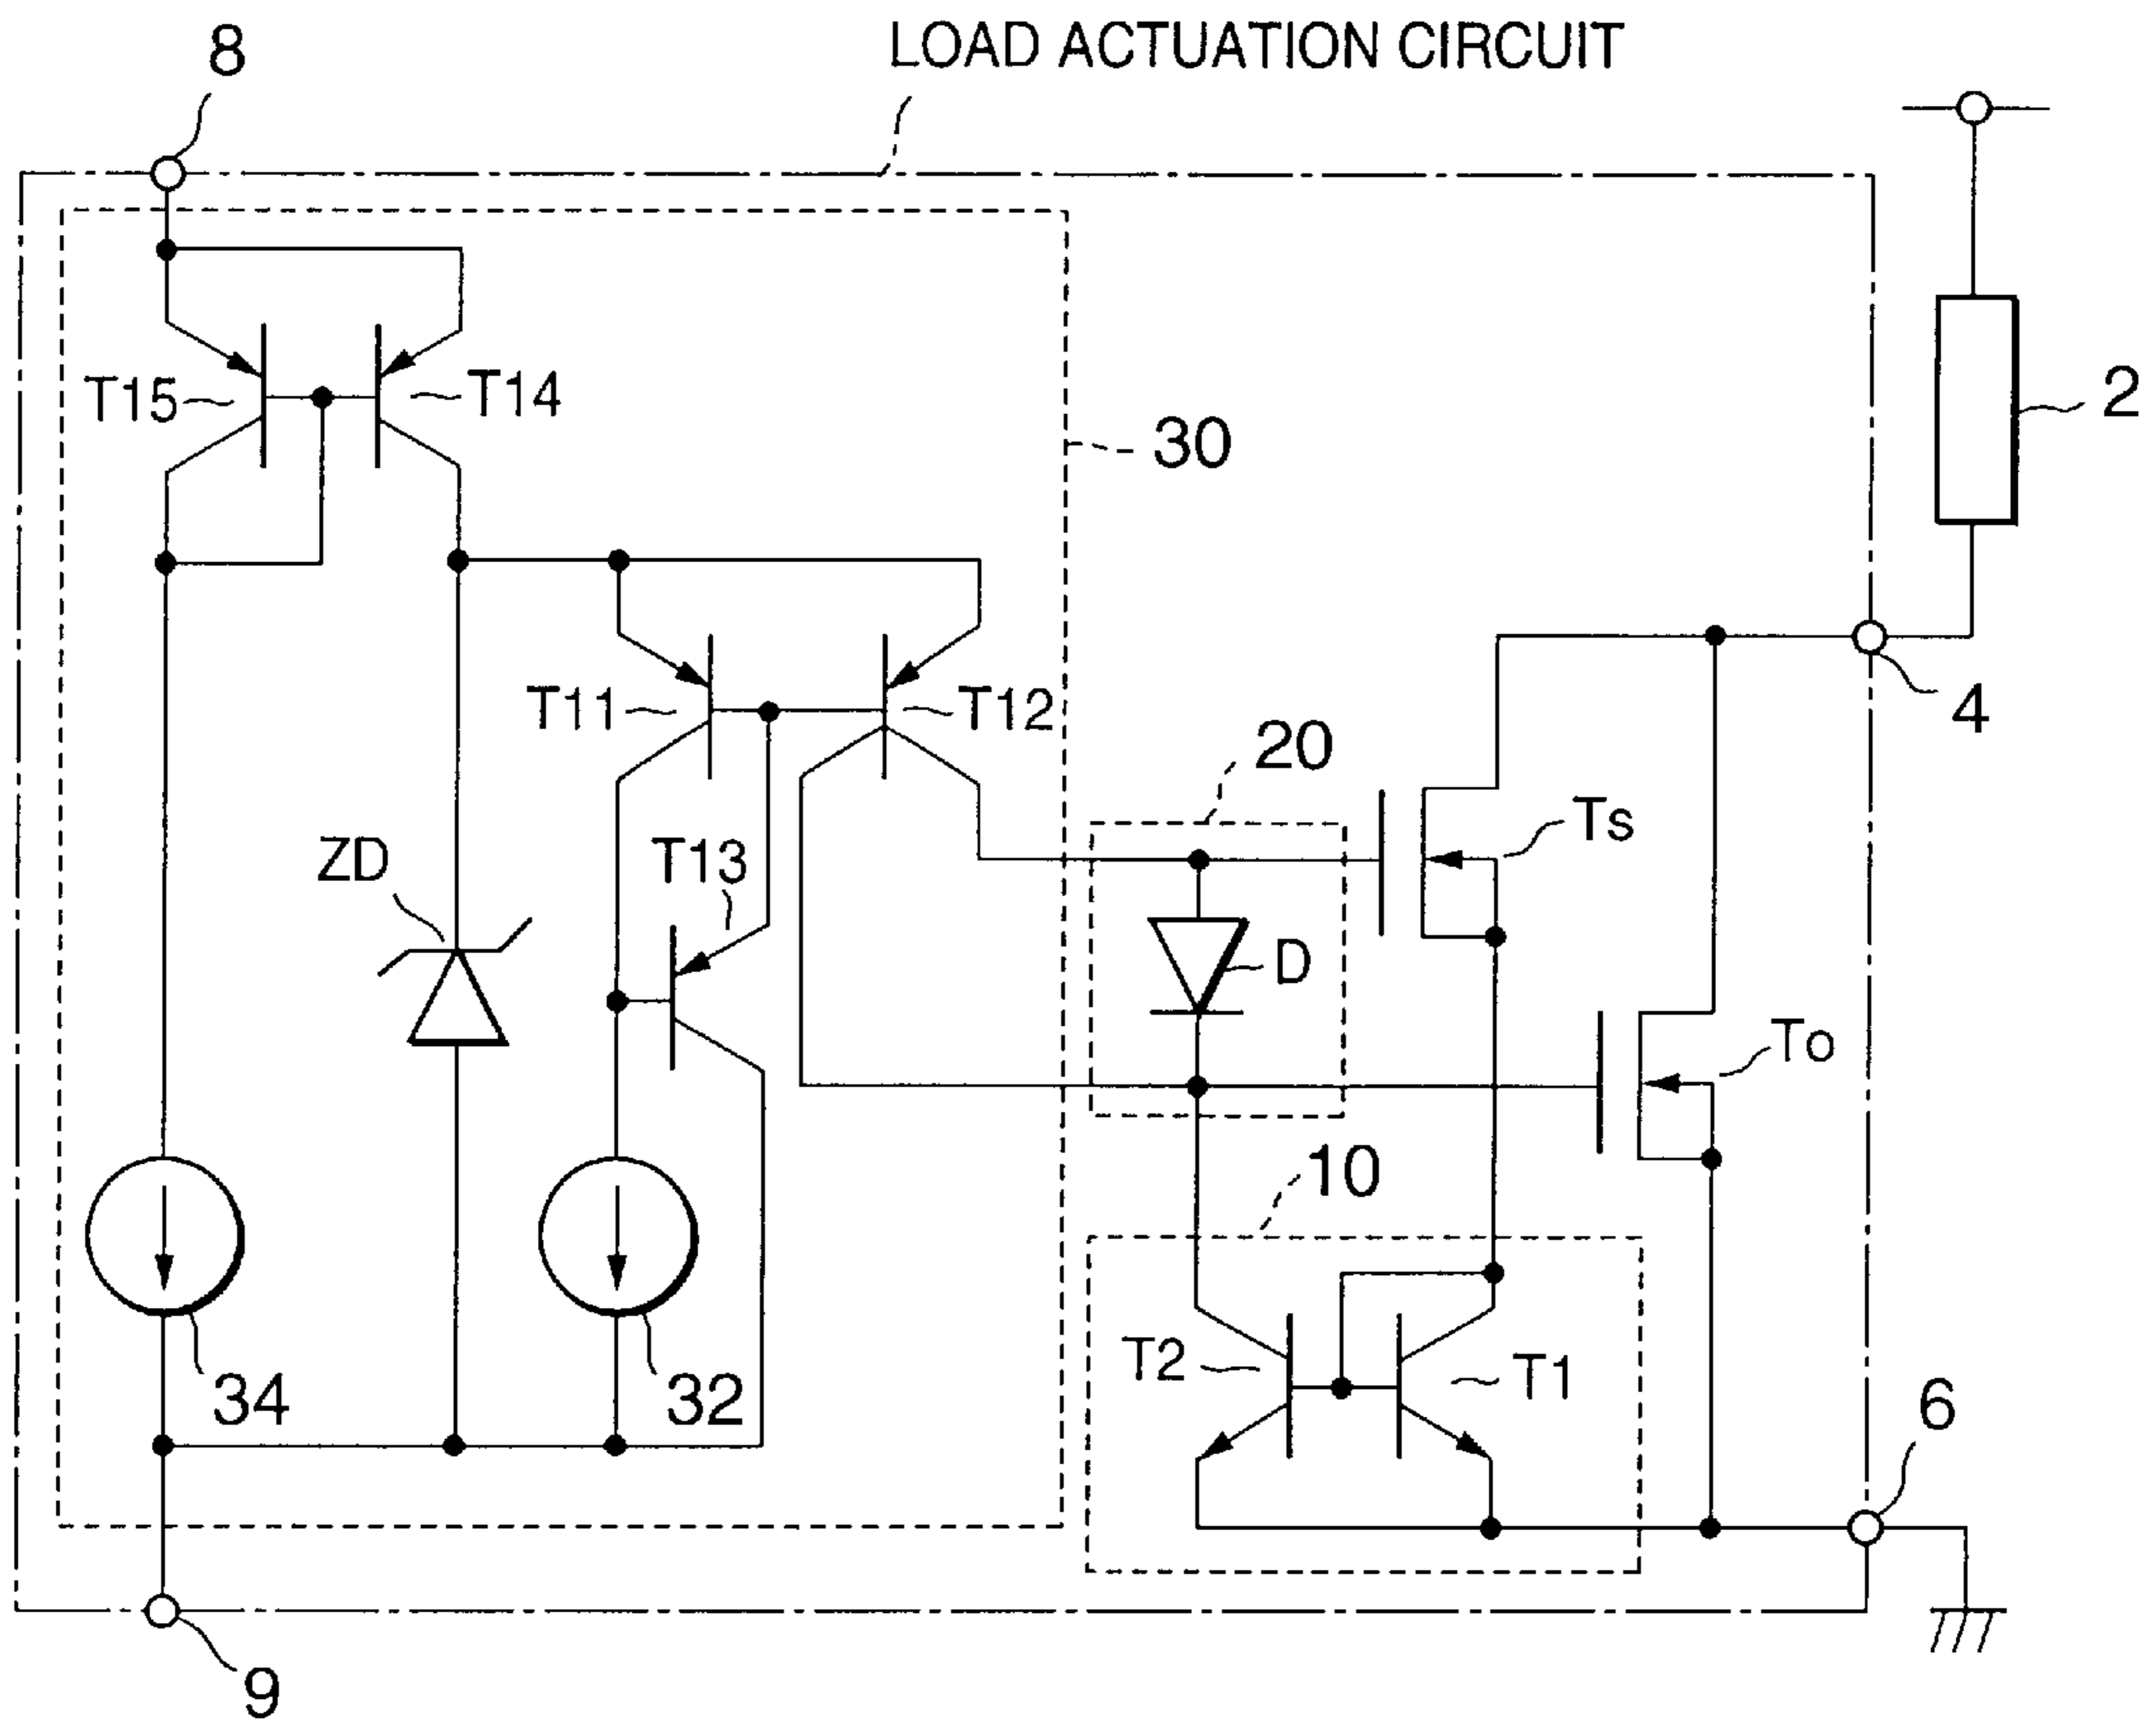 LOAD ACTUATION CIRCUIT
8
2
T15
T14
30
T11
T12
4
20
Ts
ZD
T13
D
To
10
T2
T1
34
32
6
9